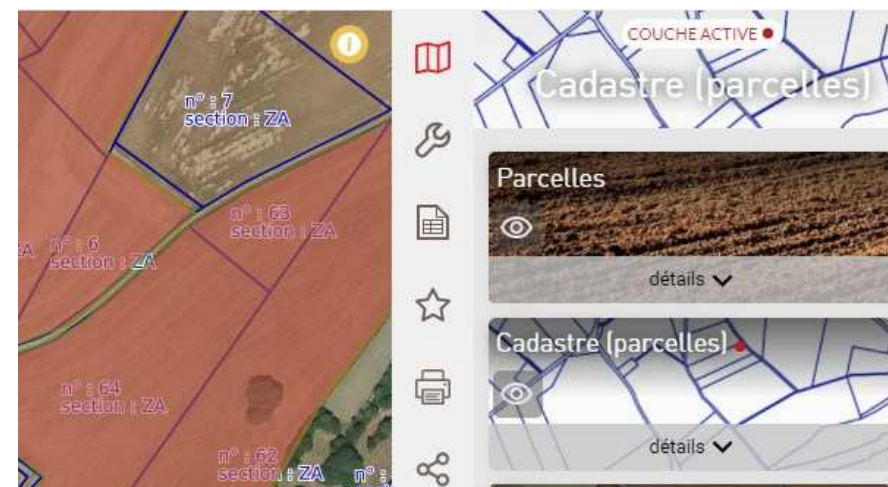 n° : 7
section : ZA
n° : 63
section : ZA
A
n° : 6
section : ZA
n° : 64
section : ZA
n° : 62
section : ZA
n° :
i
COUCHE ACTIVE
Cadastre (parcelles)
Parcelles
détails
Cadastre (parcelles)
détails